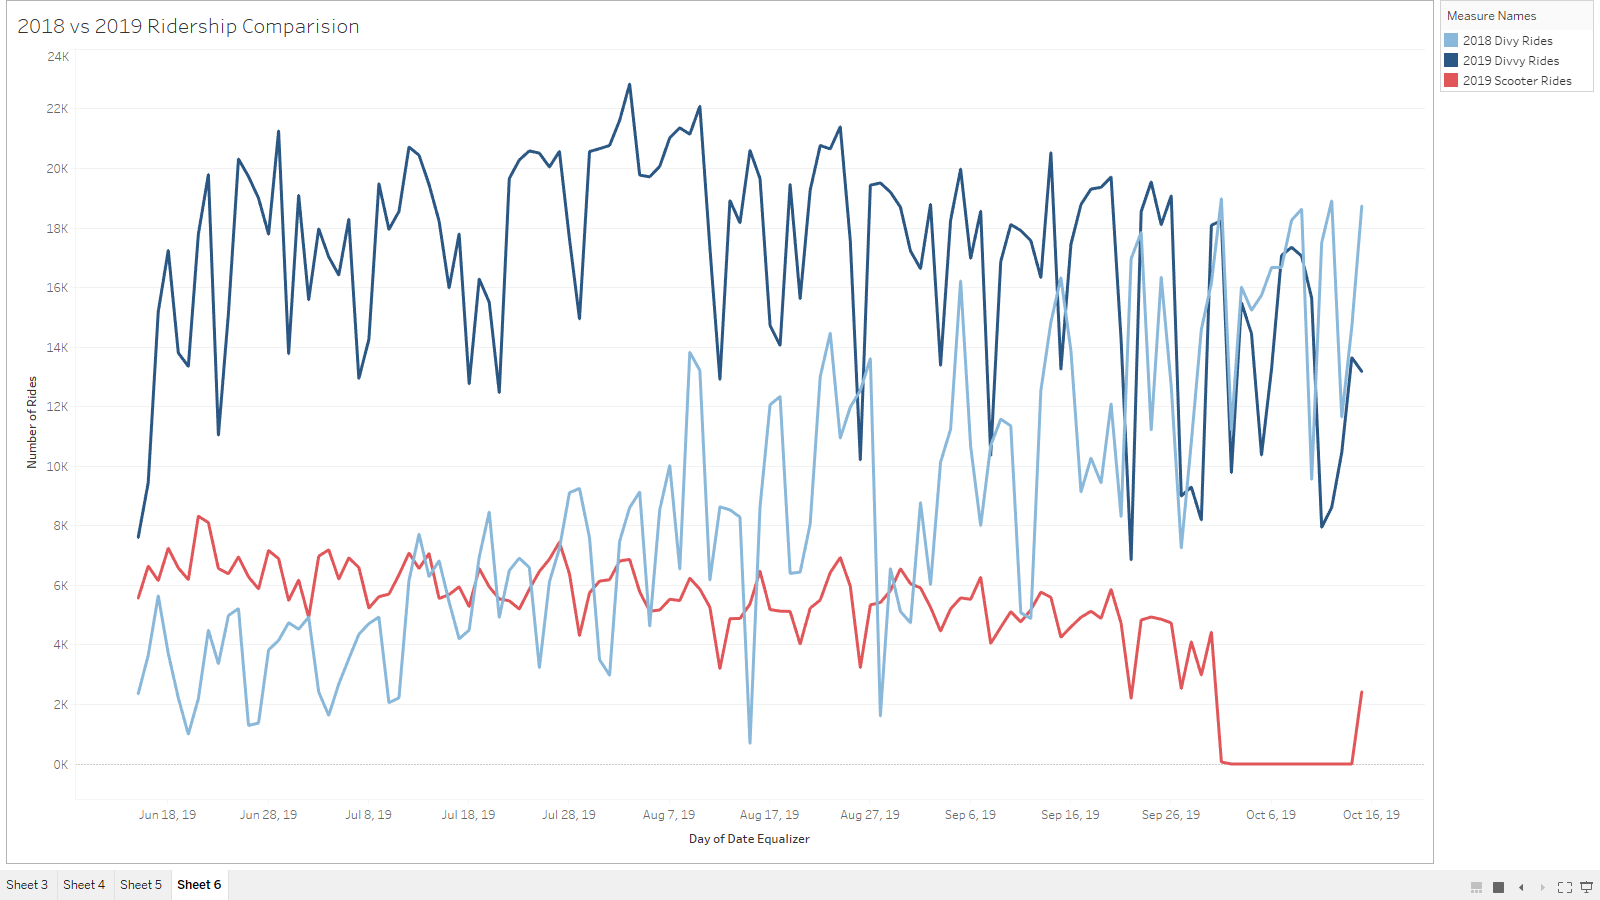 2018 vs 2019 Ridership Comparision
Measure Names
2018 Divy Rides
2019 Divvy Rides
2019 Scooter Rides
24K
22K
20K
18K
16K
14K
12K
10K
8K
6K
4K
2K
0K
Number of Rides
Jun 18, 19
Jun 28, 19
Jul 8, 19
Jul 18, 19
Jul 28, 19
Aug 7, 19
Aug 17, 19
Aug 27, 19
Sep 6, 19
Sep 16, 19
Sep 26, 19
Oct 6, 19
Oct 16, 19
Day of Date Equalizer
Sheet 3
Sheet 4
Sheet 5
Sheet 6